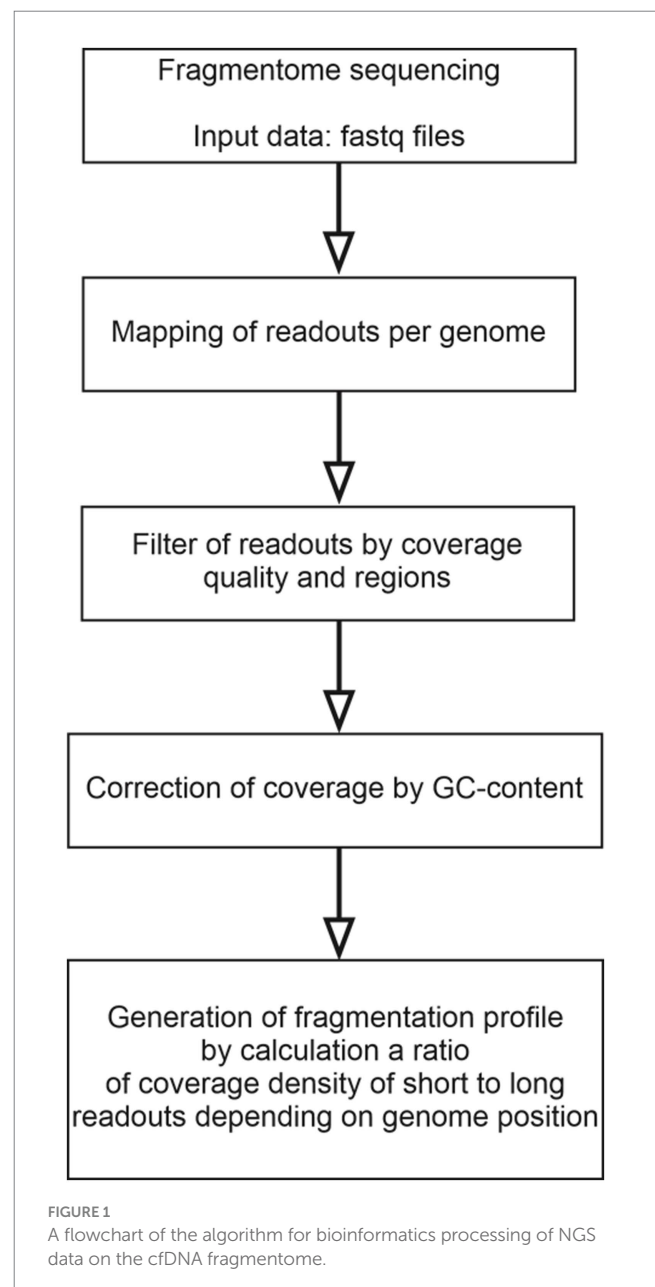 Fragmentome sequencing
Input data: fastq files
Mapping of readouts per genome
Filter of readouts by coverage
quality and regions
Correction of coverage by GC-content
Generation of fragmentation profile
by calculation a ratio
of coverage density of short to long
readouts depending on genome position
FIGURE 1
A flowchart of the algorithm for bioinformatics processing of NGS
data on the cfDNA fragmentome.